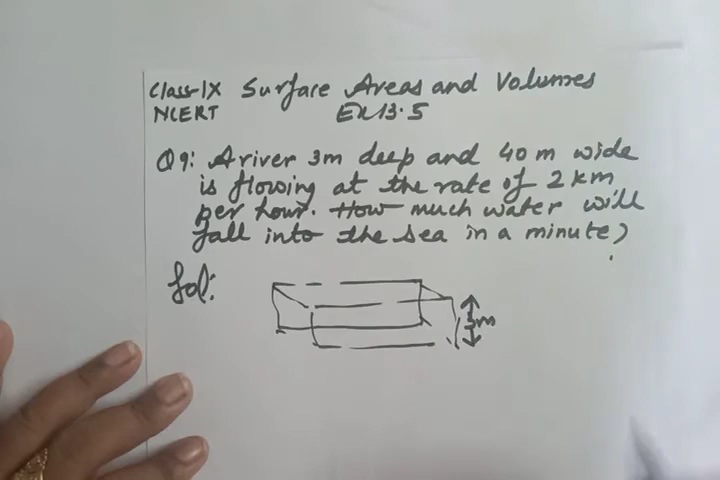 Class-IX Surface Areas and Volumes
NCERT Ex 13.5
Q9: A river 3m deep and 40 m wide
is flowing at the rate of 2 km
per hour. How much water will
fall into the sea in a minute?
Sol:
3m